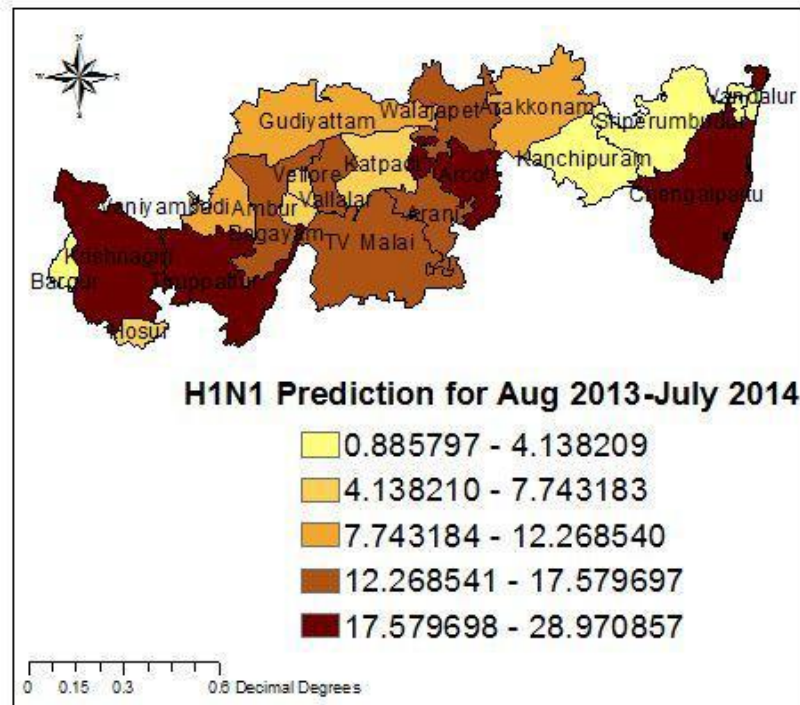 N
W E
S
Vandalur
Walajapet Arakkonam
Gudiyattam Sriperumbudur
Katpadi Kanchipuram
Vellore Arcot
Vaniyambadi Ambur Vallalar Chengalpattu
Arani
Bagayam TV Malai
Krishnagiri
Bargur Thuppattur
Hosur
H1N1 Prediction for Aug 2013-July 2014
0.885797 - 4.138209
4.138210 - 7.743183
7.743184 - 12.268540
12.268541 - 17.579697
17.579698 - 28.970857
0 0.15 0.3 0.6 Decimal Degrees